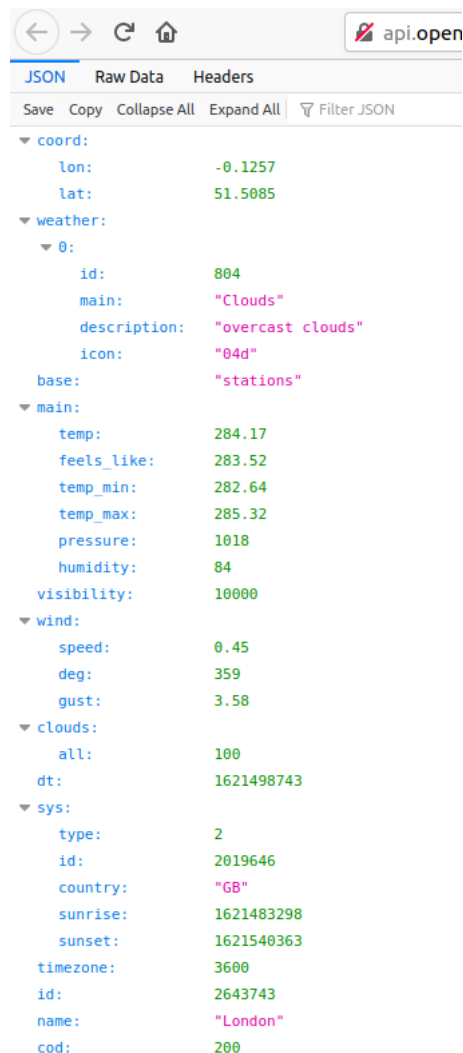 api.open
JSON Raw Data Headers
Save Copy Collapse All Expand All Filter JSON
coord:
lon: -0.1257
lat: 51.5085
weather:
0:
id: 804
main: "Clouds"
description: "overcast clouds"
icon: "04d"
base: "stations"
main:
temp: 284.17
feels_like: 283.52
temp_min: 282.64
temp_max: 285.32
pressure: 1018
humidity: 84
visibility: 10000
wind:
speed: 0.45
deg: 359
gust: 3.58
clouds:
all: 100
dt: 1621498743
sys:
type: 2
id: 2019646
country: "GB"
sunrise: 1621483298
sunset: 1621540363
timezone: 3600
id: 2643743
name: "London"
cod: 200